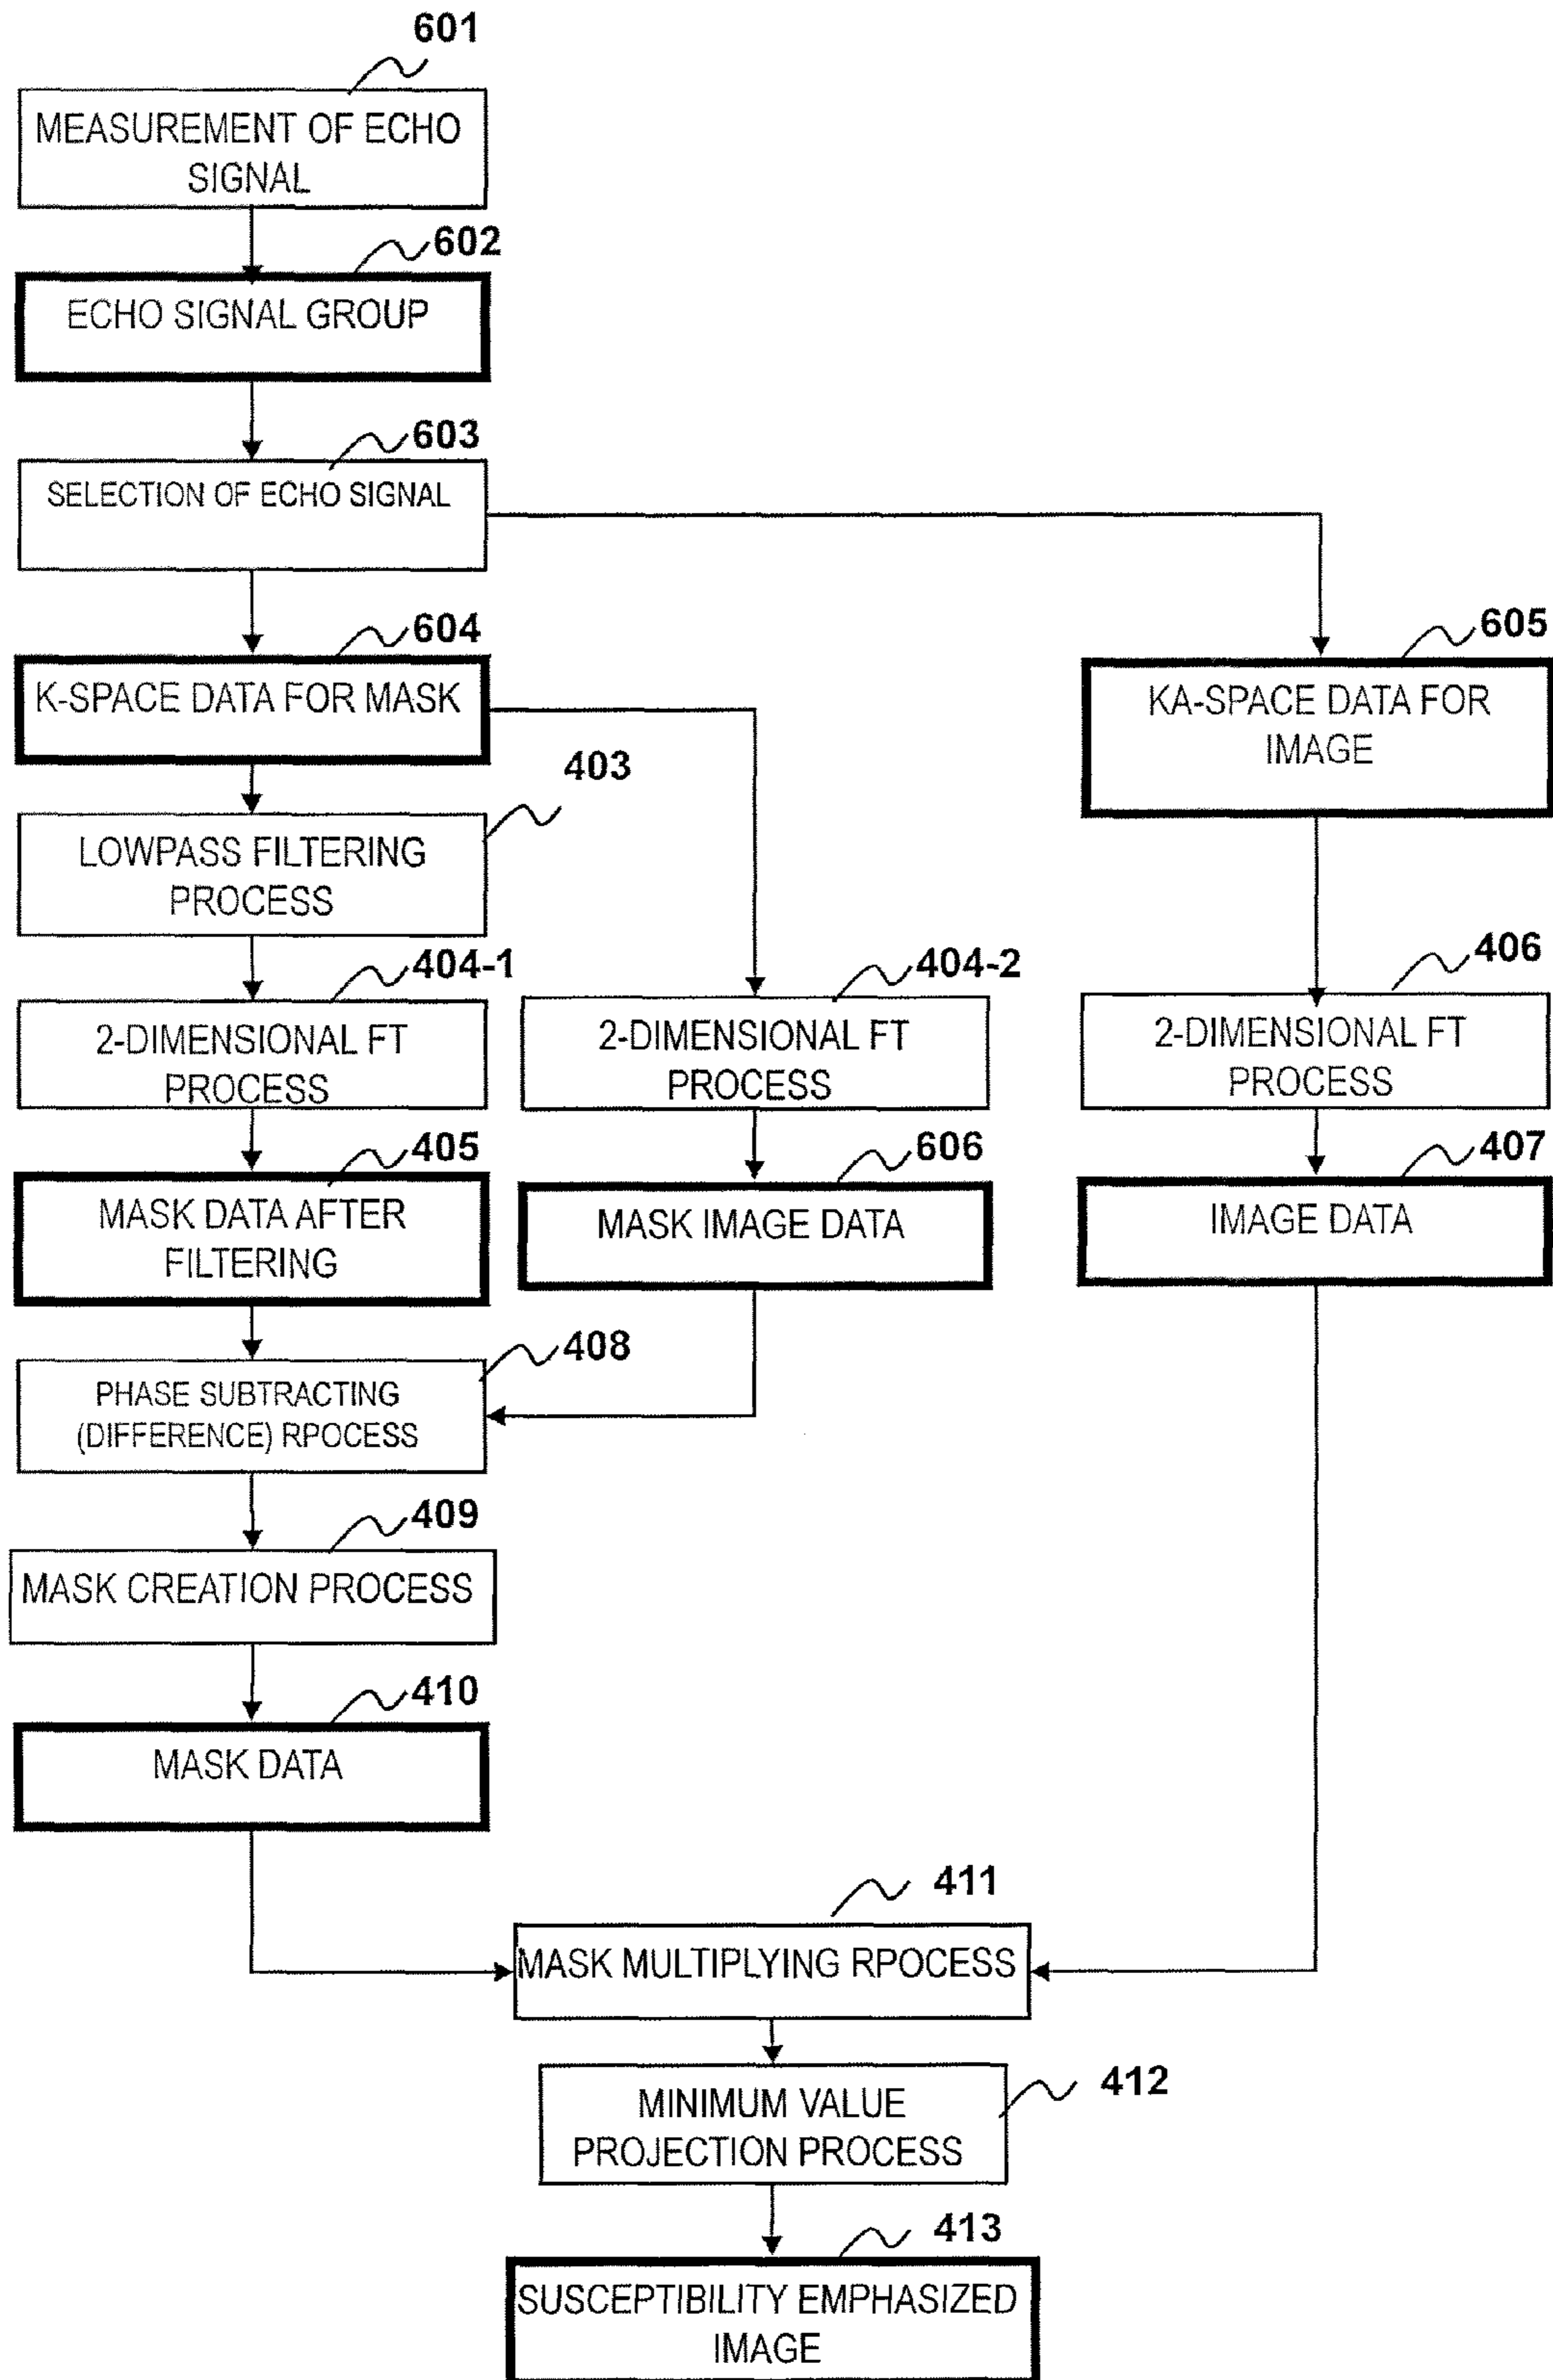 601
MEASUREMENT OF ECHO
SIGNAL
602
ECHO SIGNAL GROUP
603
SELECTION OF ECHO SIGNAL
604
K-SPACE DATA FOR MASK
605
KA-SPACE DATA FOR
IMAGE
403
LOWPASS FILTERING
PROCESS
404-1
2-DIMENSIONAL FT
PROCESS
404-2
2-DIMENSIONAL FT
PROCESS
406
2-DIMENSIONAL FT
PROCESS
405
MASK DATA AFTER
FILTERING
606
MASK IMAGE DATA
407
IMAGE DATA
408
PHASE SUBTRACTING
(DIFFERENCE) RPOCESS
409
MASK CREATION PROCESS
410
MASK DATA
411
MASK MULTIPLYING RPOCESS
412
MINIMUM VALUE
PROJECTION PROCESS
413
SUSCEPTIBILITY EMPHASIZED
IMAGE